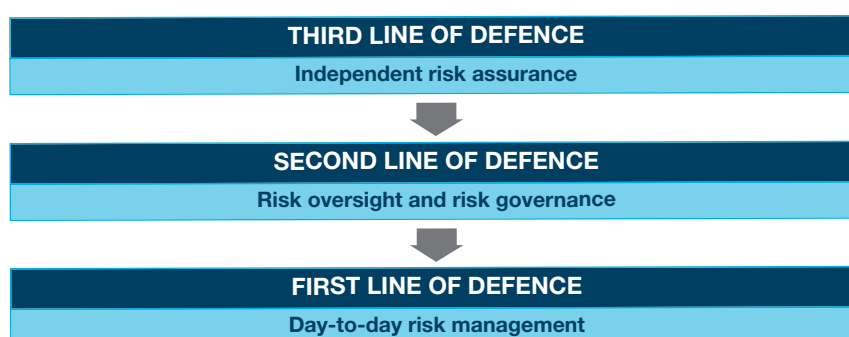 THIRD LINE OF DEFENCE
Independent risk assurance
SECOND LINE OF DEFENCE
Risk oversight and risk governance
FIRST LINE OF DEFENCE
Day-to-day risk management